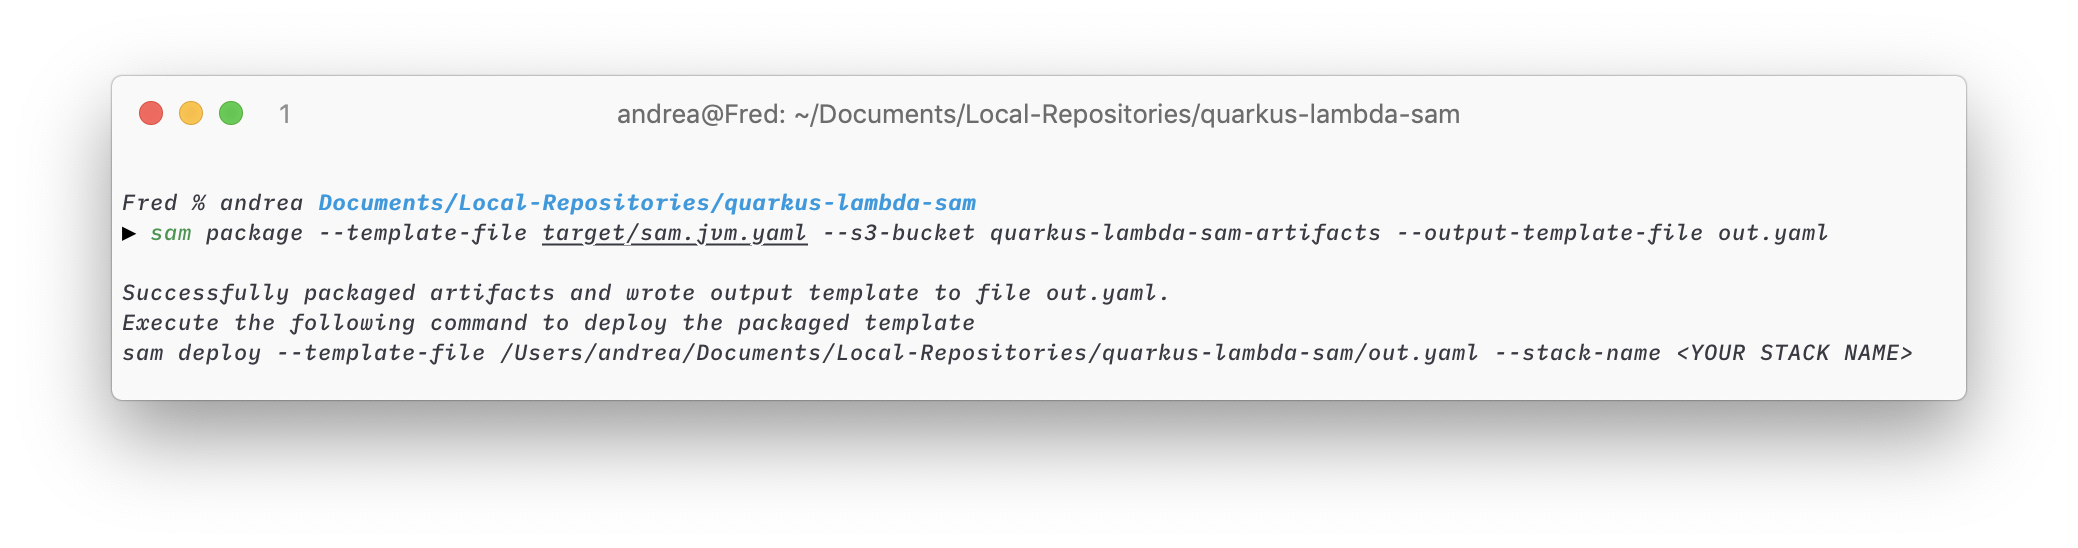 1 andrea@Fred: ~/Documents/Local-Repositories/quarkus-lambda-sam
Fred % andrea Documents/Local-Repositories/quarkus-lambda-sam
▶ sam package --template-file target/sam.jvm.yaml --s3-bucket quarkus-lambda-sam-artifacts --output-template-file out.yaml
Successfully packaged artifacts and wrote output template to file out.yaml.
Execute the following command to deploy the packaged template
sam deploy --template-file /Users/andrea/Documents/Local-Repositories/quarkus-lambda-sam/out.yaml --stack-name <YOUR STACK NAME>